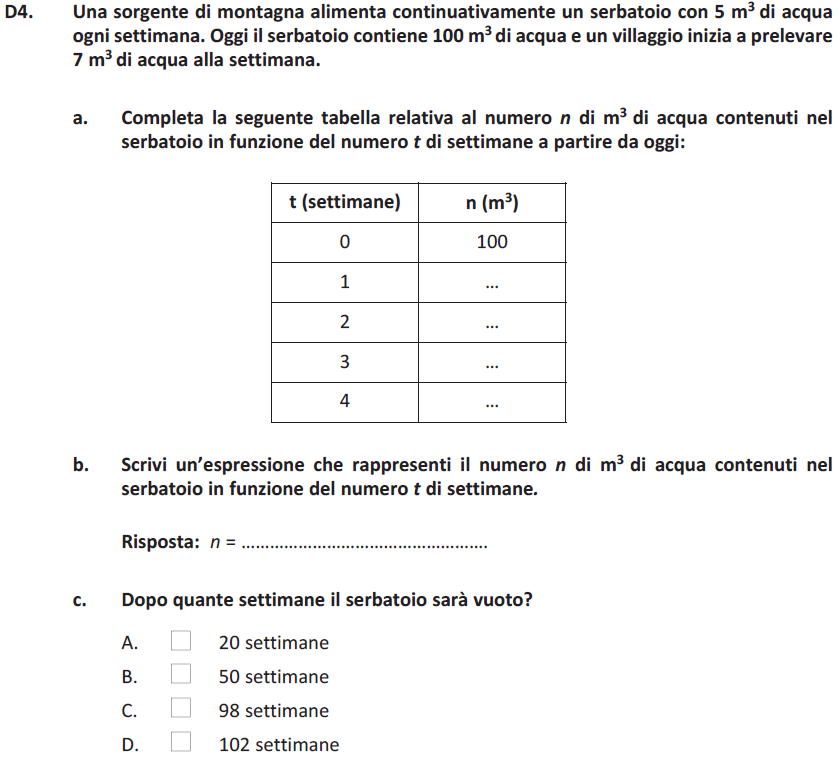 D4. Una sorgente di montagna alimenta continuativamente un serbatoio con 5 m³ di acqua
ogni settimana. Oggi il serbatoio contiene 100 m³ di acqua e un villaggio inizia a prelevare
7 m³ di acqua alla settimana.
a. Completa la seguente tabella relativa al numero n di m³ di acqua contenuti nel
serbatoio in funzione del numero t di settimane a partire da oggi:
t (settimane) n (m³)
0 100
1 ...
2 ...
3 ...
4 ...
b. Scrivi un’espressione che rappresenti il numero n di m³ di acqua contenuti nel
serbatoio in funzione del numero t di settimane.
Risposta: n = ....................................................
c. Dopo quante settimane il serbatoio sarà vuoto?
A. 20 settimane
B. 50 settimane
C. 98 settimane
D. 102 settimane